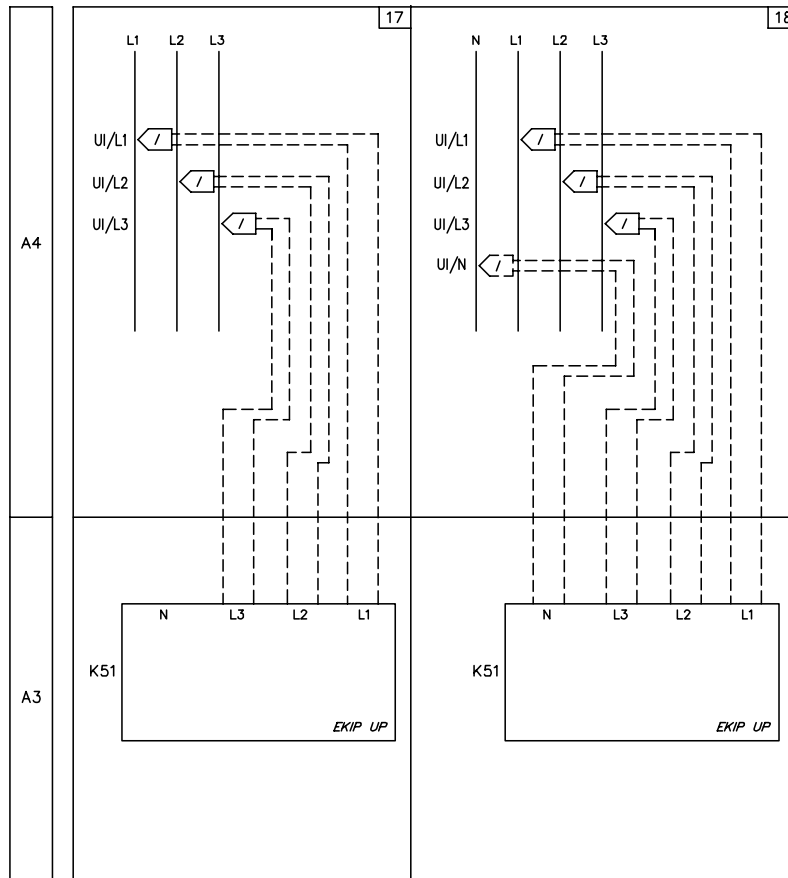 17
18
L1 L2 L3
N L1 L2 L3
UI/L1 /
UI/L1 /
UI/L2 /
UI/L2 /
UI/L3 /
UI/L3 /
UI/N /
A4
N L3 L2 L1
N L3 L2 L1
K51
K51
A3
EKIP UP
EKIP UP